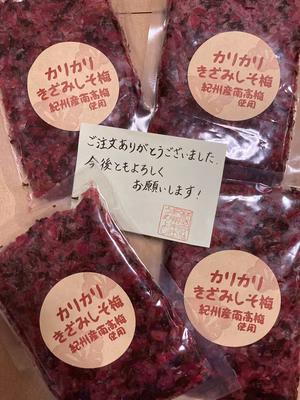 カリカリ
きざみしそ梅
紀州産南高梅
使用
カリカリ
きざみしそ梅
紀州産南高梅
使用
ご注文ありがとうございました。
今後ともよろしく
お願いします!
カリカリ
きざみしそ梅
紀州産南高梅
使用
カリカリ
きざみしそ梅
紀州産南高梅
使用